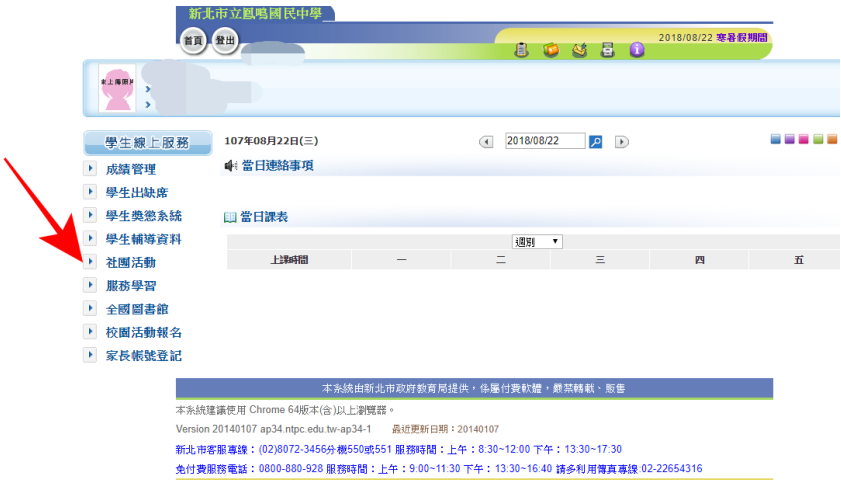 新北市立鳳鳴國民中學
首頁 登出
2018/08/22 寒暑假期間
未上傳照片
學生線上服務
成績管理
學生出缺席
學生獎懲系統
學生輔導資料
社團活動
服務學習
全國圖書館
校園活動報名
家長帳號登記
107年08月22日(三) 2018/08/22
當日連絡事項
當日課表
週別
上課時間 一 二 三 四 五
本系統由新北市政府教育局提供，係屬付費軟體，嚴禁轉載、販售
本系統建議使用 Chrome 64版本(含)以上瀏覽器。
Version 20140107 ap34.ntpc.edu.tw-ap34-1 最近更新日期：20140107
新北市客服專線：(02)8072-3456分機550或551 服務時間：上午：8:30~12:00 下午：13:30~17:30
免付費服務電話：0800-880-928 服務時間：上午：9:00~11:30 下午：13:30~16:40 請多利用傳真專線:02-22654316